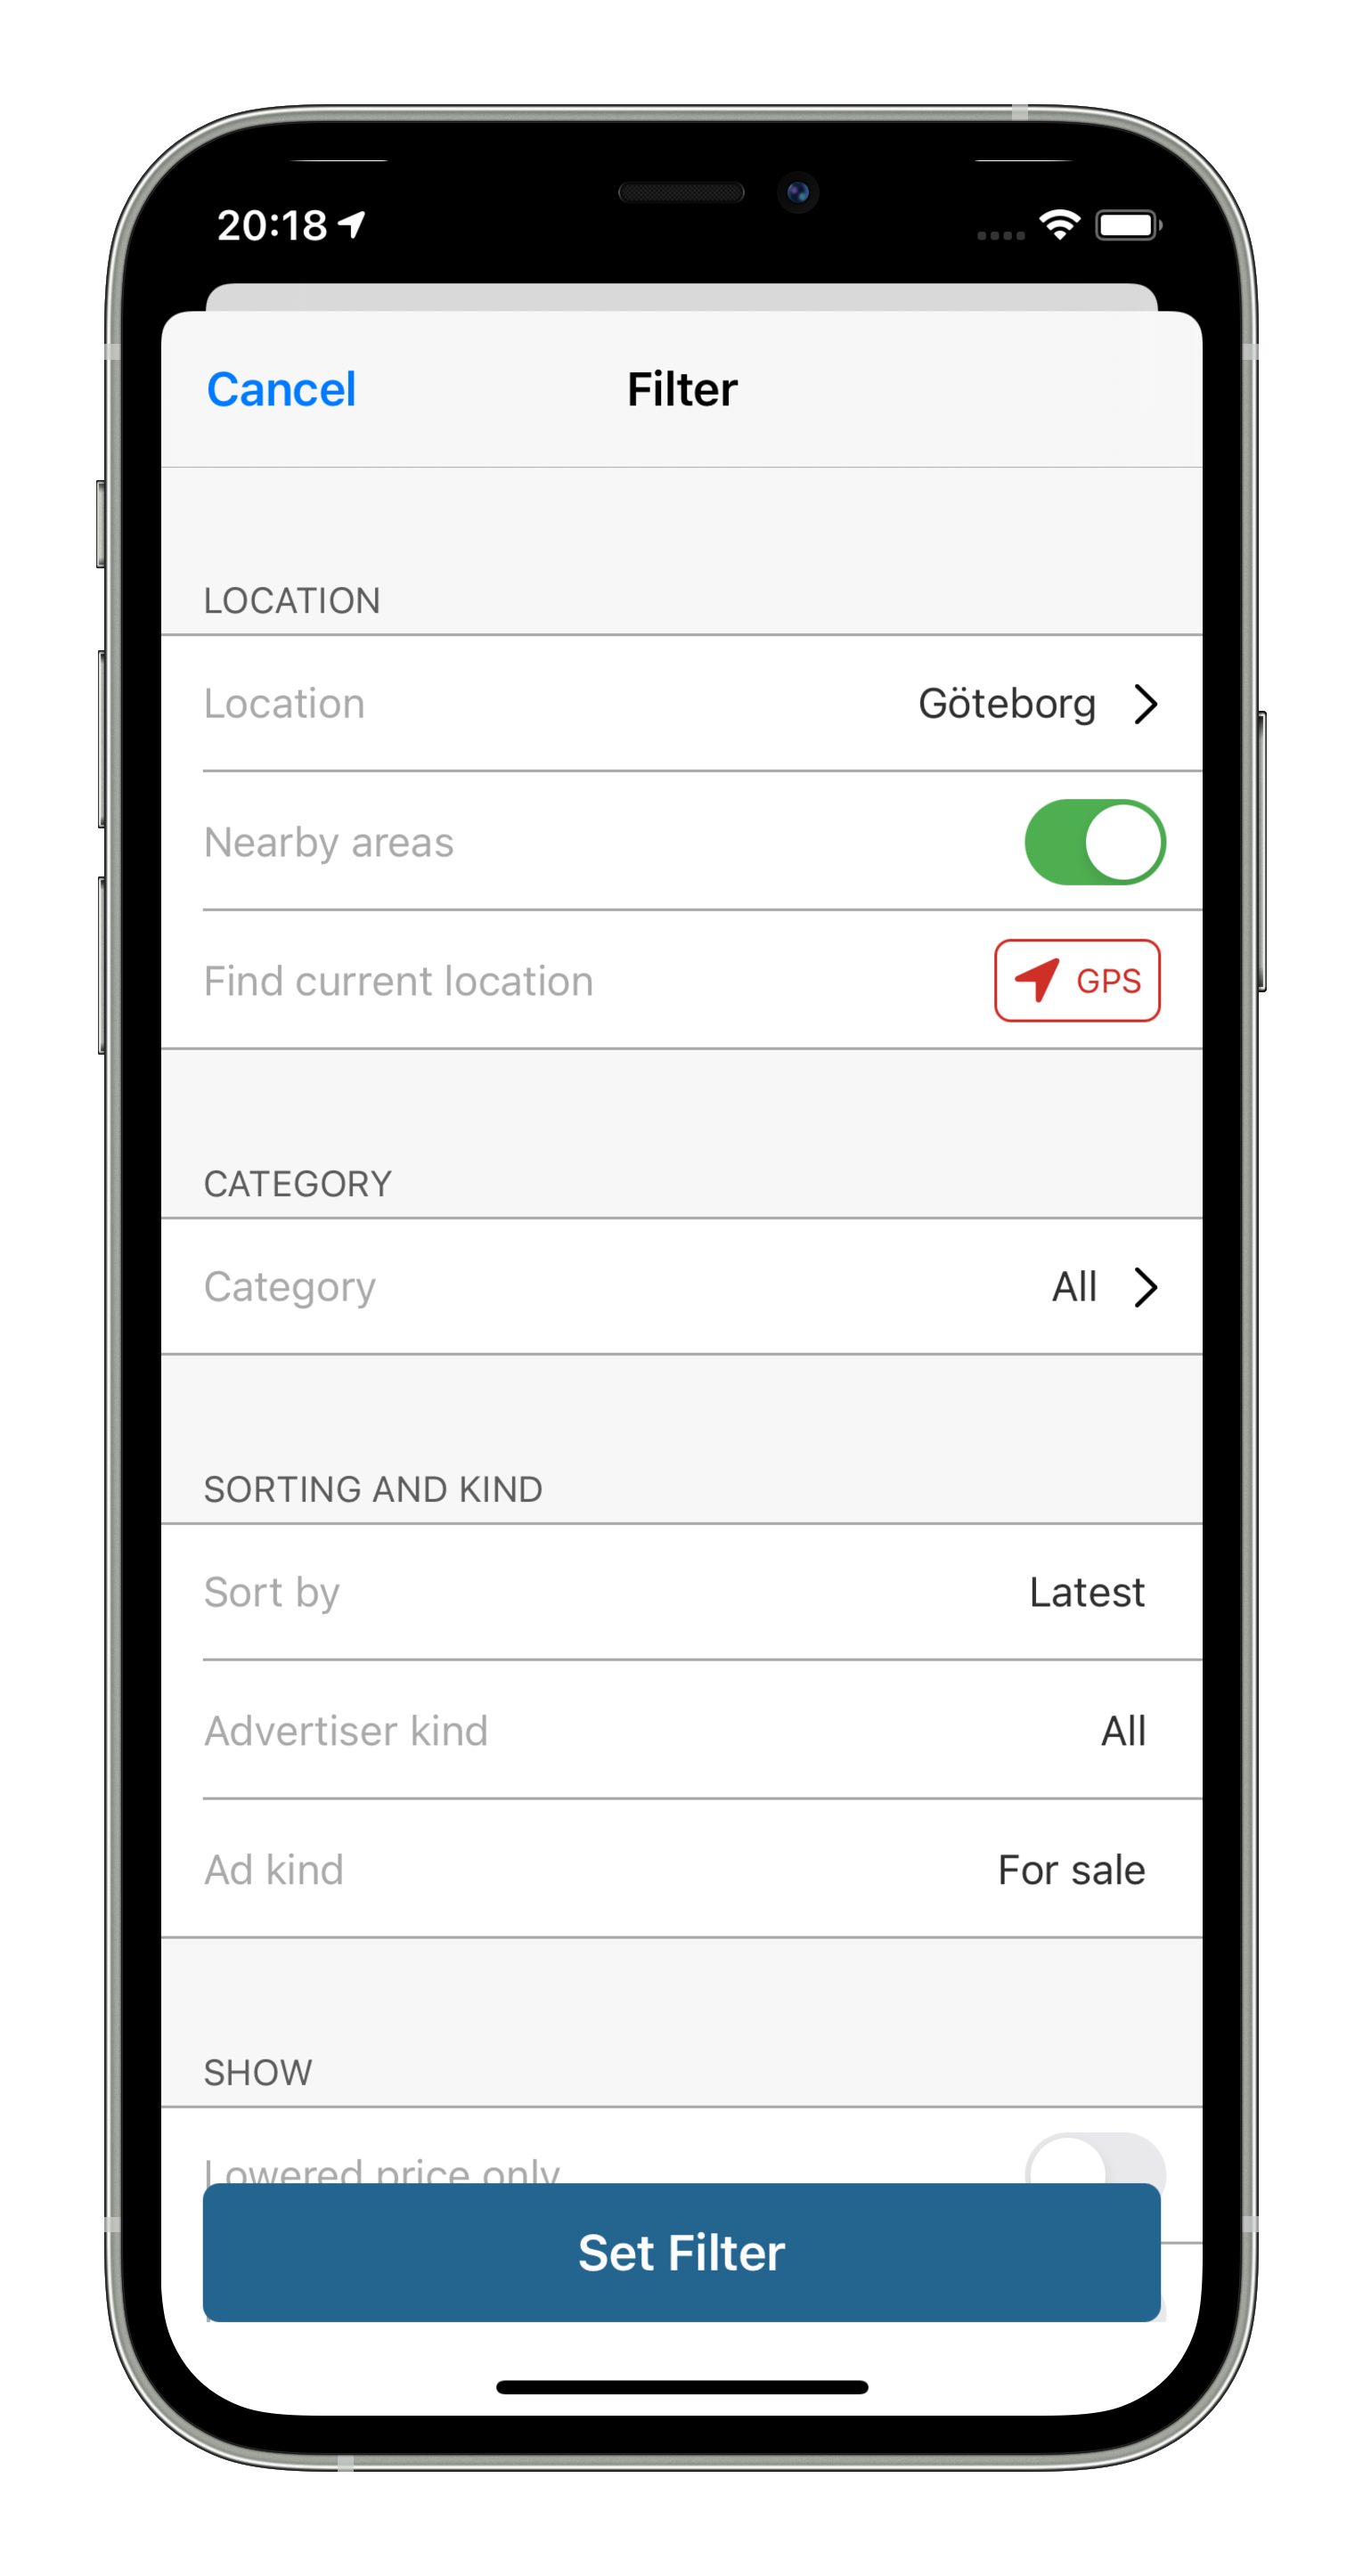 20:18
Cancel
Filter
LOCATION
Location
Göteborg
Nearby areas
Find current location
GPS
CATEGORY
Category
All
SORTING AND KIND
Sort by
Latest
Advertiser kind
All
Ad kind
For sale
SHOW
Lowered price only
Set Filter